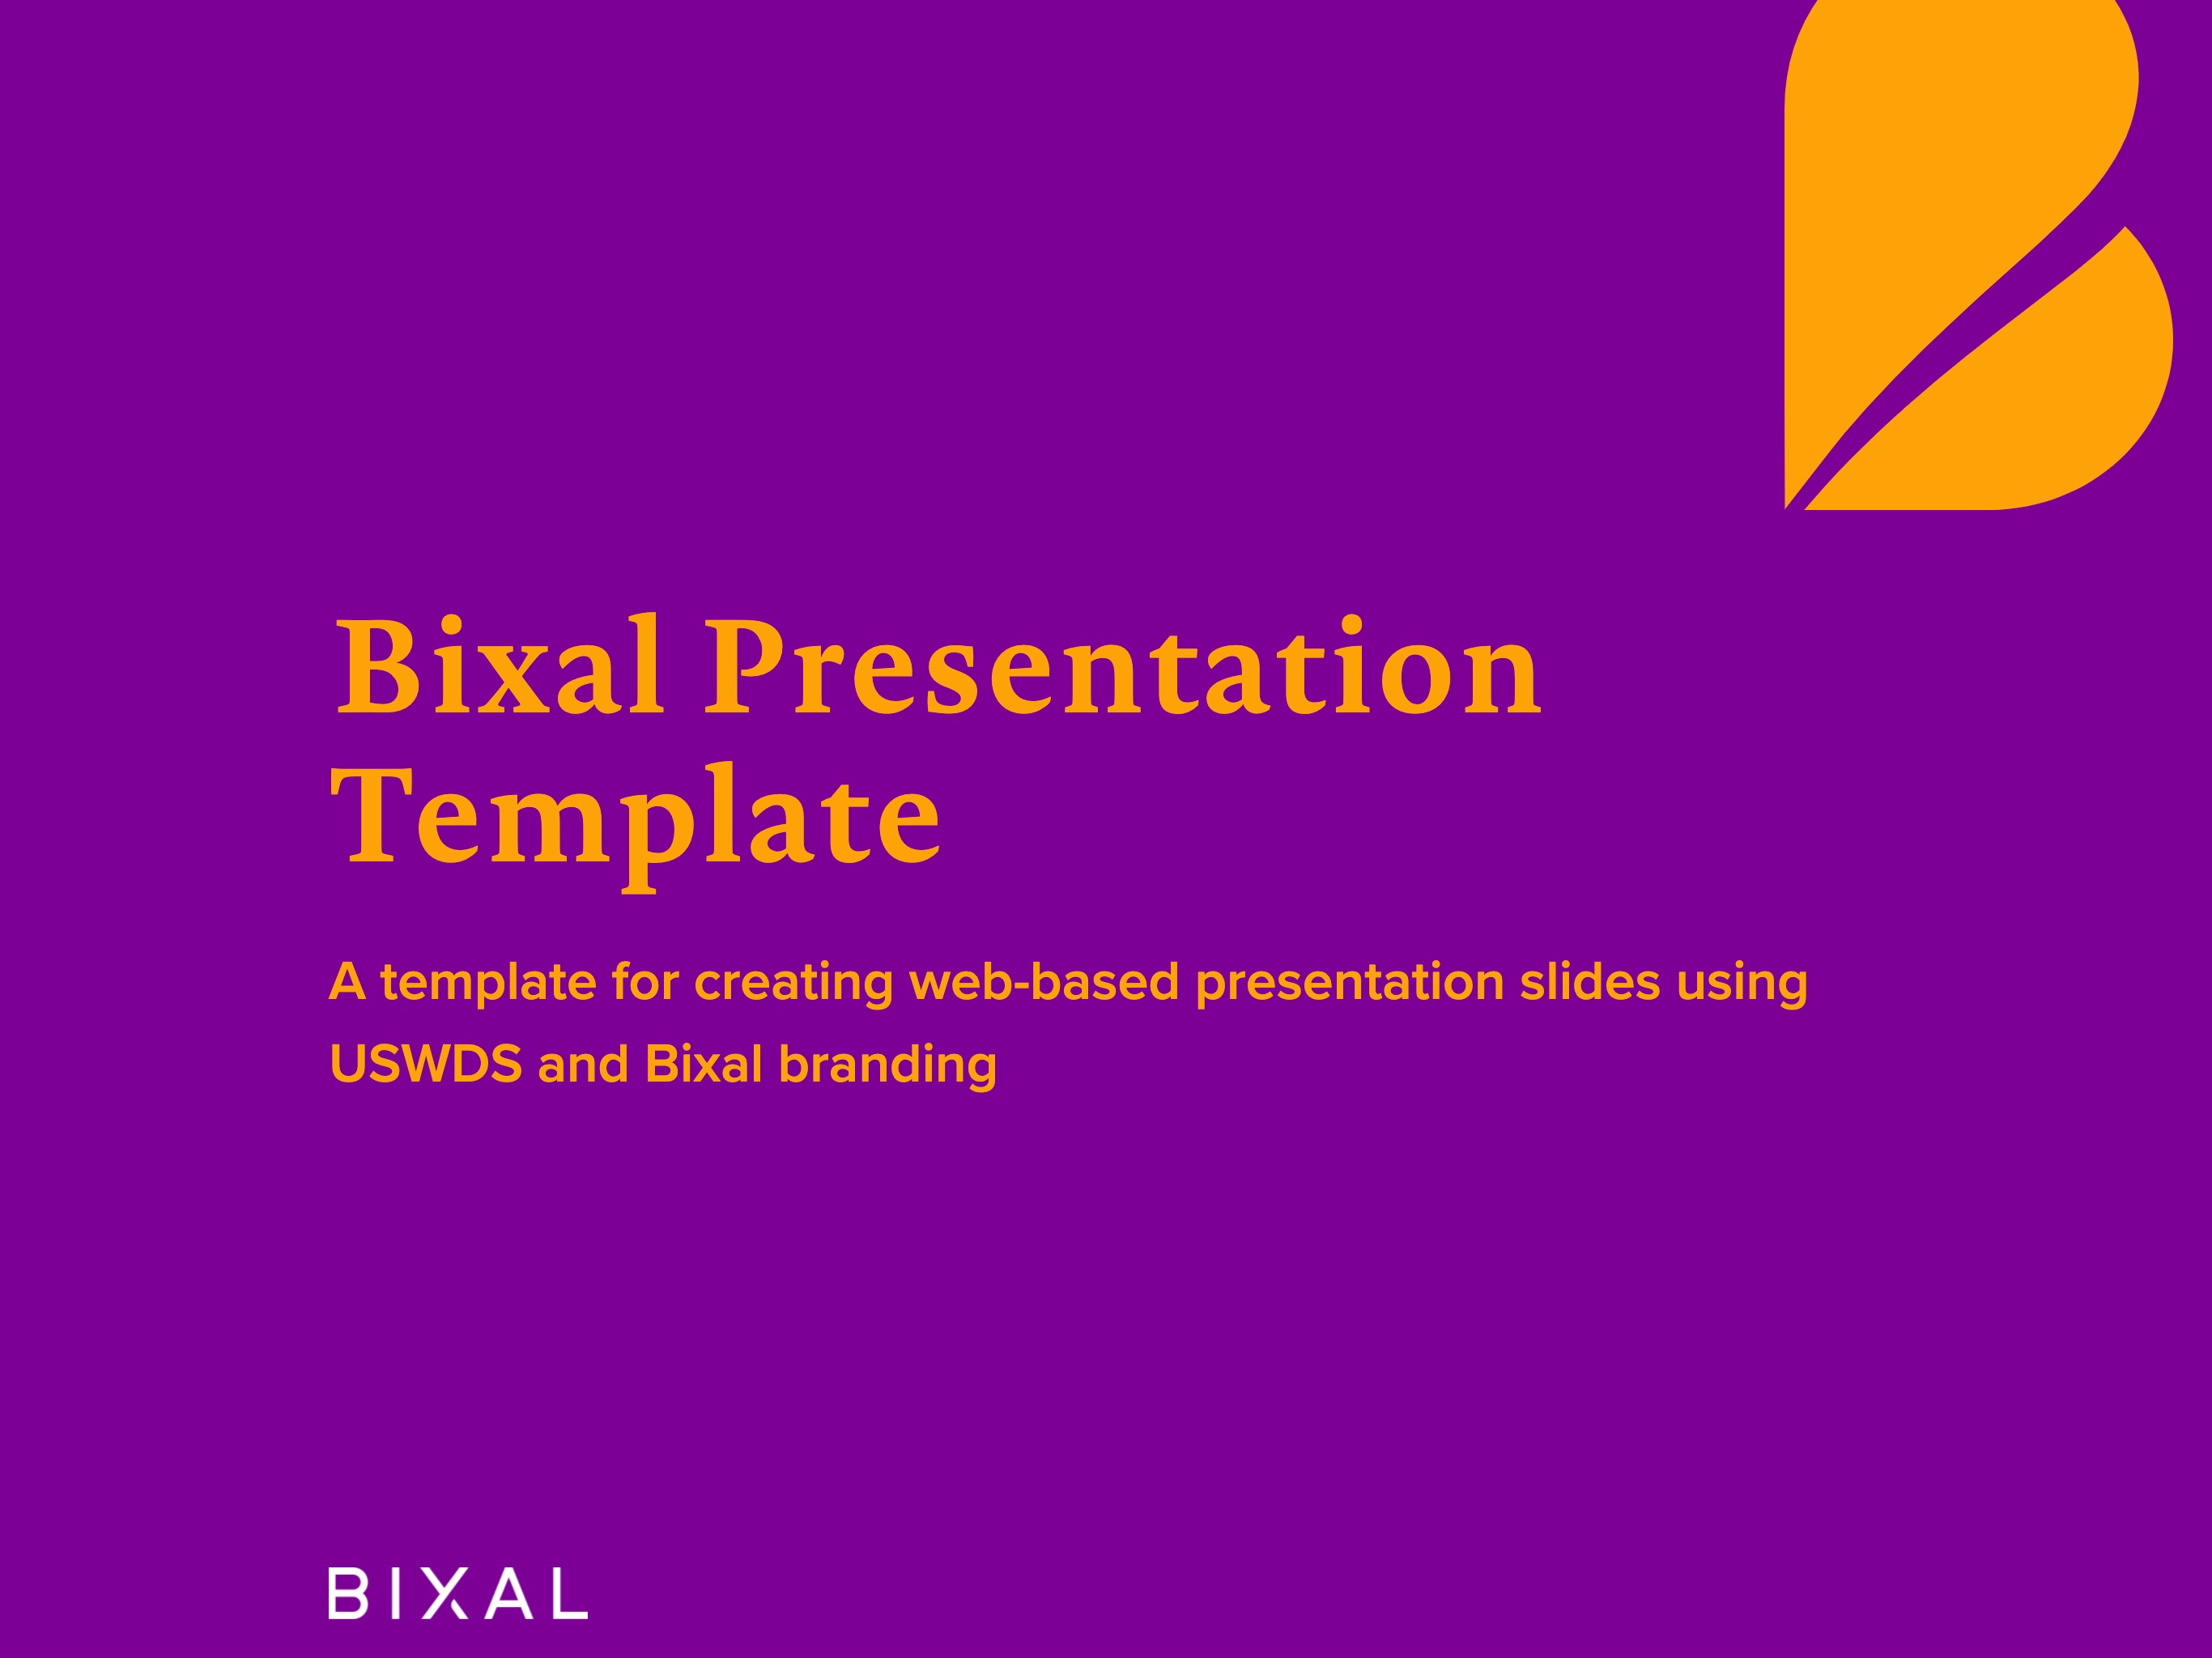 Bixal Presentation
Template
A template for creating web-based presentation slides using
USWDS and Bixal branding
BIXAL